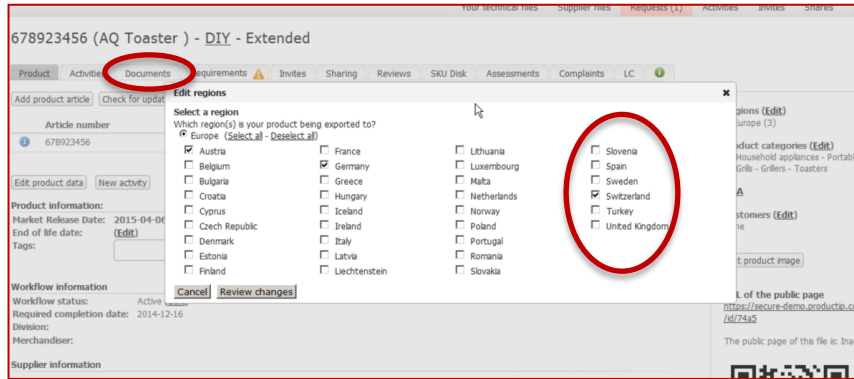 Your technical files Supplier files Requests (1) Activities Invites Shares
678923456 (AQ Toaster ) - DIY - Extended
Product Activities Documents Requirements Invites Sharing Reviews SKU Disk Assessments Complaints LC
Add product article Check for updat
Edit regions
Select a region
Which region(s) is your product being exported to?
Europe (Select all - Deselect all)
Austria France Lithuania Slovenia
Belgium Germany Luxembourg Spain
Bulgaria Greece Malta Sweden
Croatia Hungary Netherlands Switzerland
Cyprus Iceland Norway Turkey
Czech Republic Ireland Poland United Kingdom
Denmark Italy Portugal
Estonia Latvia Romania
Finland Liechtenstein Slovakia
Cancel Review changes
Article number
678923456
Edit product data New activity
Product information:
Market Release Date: 2015-04-06
End of life date: (Edit)
Tags:
Workflow information
Workflow status: Active
Required completion date: 2014-12-16
Division:
Merchandiser:
Supplier information
gions (Edit)
urope (3)
duct categories (Edit)
Household appliances - Portabl
Grils - Grillers - Toasters
A
stomers (Edit)
ne
t product image
L of the public page
https://secure-demo.productip.co
/id/74a5
The public page of this file is: Ina